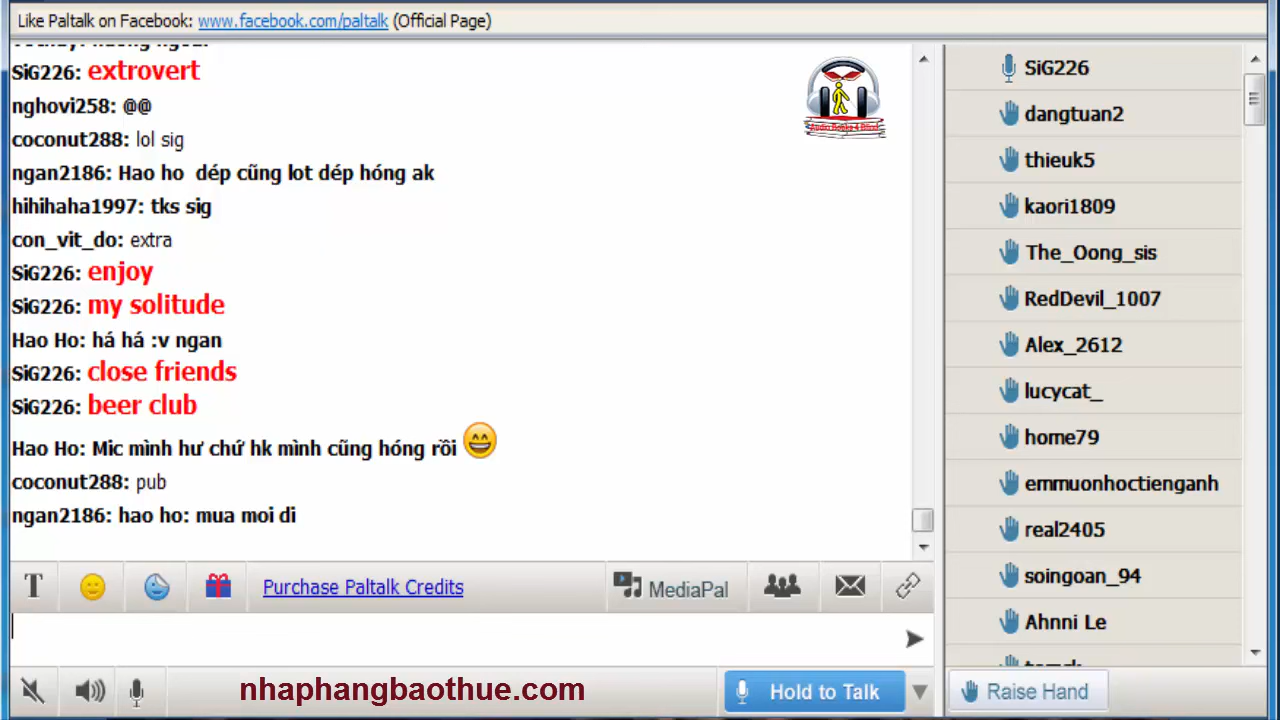 Like Paltalk on Facebook: www.facebook.com/paltalk (Official Page)
SiG226: extrovert
nghovi258: @@
coconut288: lol sig
ngan2186: Hao ho dép cũng lot dép hóng ak
hihihaha1997: tks sig
con_vit_do: extra
SiG226: enjoy
SiG226: my solitude
Hao Ho: há há :v ngan
SiG226: close friends
SiG226: beer club
Hao Ho: Mic mình hư chứ hk mình cũng hóng rồi
coconut288: pub
ngan2186: hao ho: mua moi di
T
Purchase Paltalk Credits
MediaPal
nhaphangbaothue.com
Hold to Talk
SiG226
dangtuan2
thieuk5
kaori1809
The_Oong_sis
RedDevil_1007
Alex_2612
lucycat_
home79
emmuonhoctienganh
real2405
soingoan_94
Ahnni Le
Raise Hand